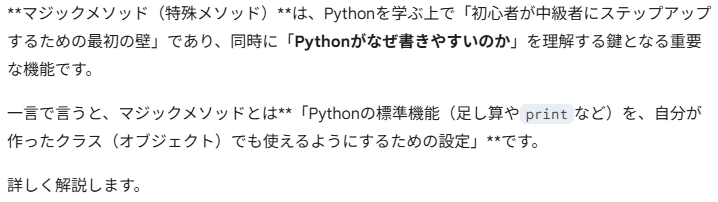 **マジックメソッド（特殊メソッド）**は、Pythonを学ぶ上で「初心者が中級者にステップアップ
するための最初の壁」であり、同時に「Pythonがなぜ書きやすいのか」を理解する鍵となる重要
な機能です。
一言で言うと、マジックメソッドとは**「Pythonの標準機能（足し算や print など）を、自分が
作ったクラス（オブジェクト）でも使えるようにするための設定」**です。
詳しく解説します。